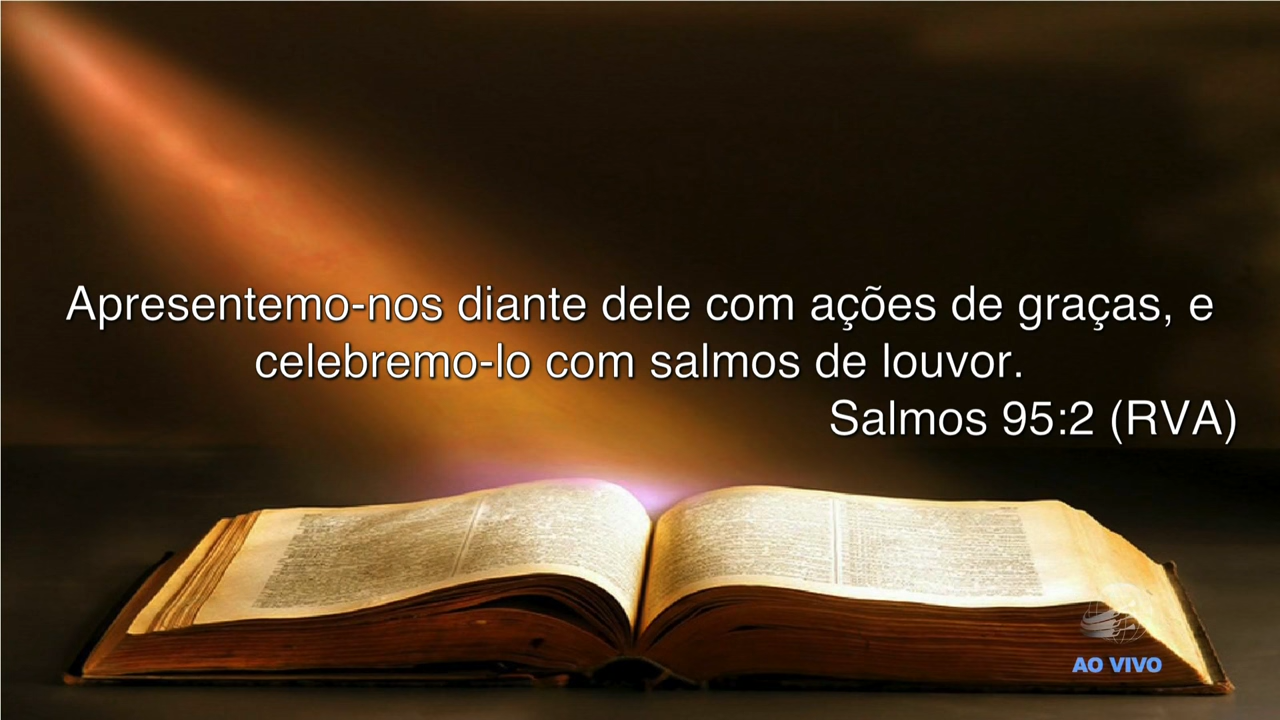 Apresentemo-nos diante dele com ações de graças, e
celebremo-lo com salmos de louvor.
Salmos 95:2 (RVA)
AO VIVO